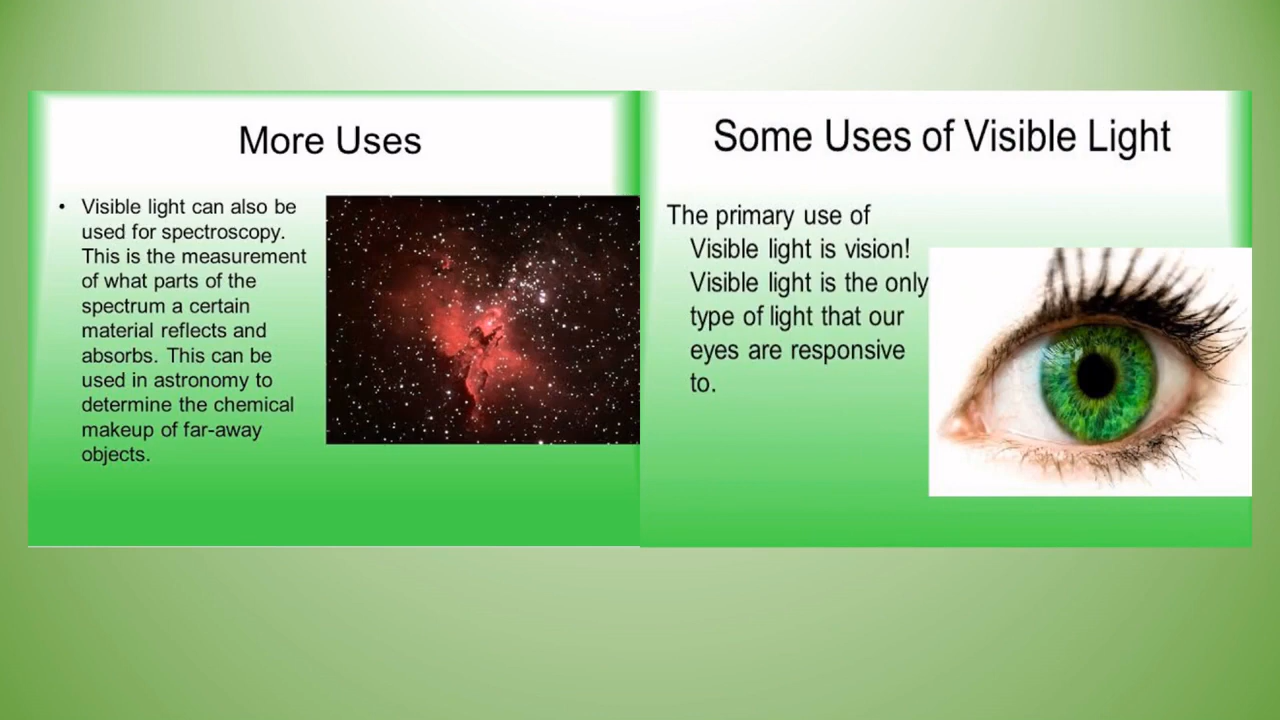 More Uses
• Visible light can also be
used for spectroscopy.
This is the measurement
of what parts of the
spectrum a certain
material reflects and
absorbs. This can be
used in astronomy to
determine the chemical
makeup of far-away
objects.
Some Uses of Visible Light
The primary use of
Visible light is vision!
Visible light is the only
type of light that our
eyes are responsive
to.